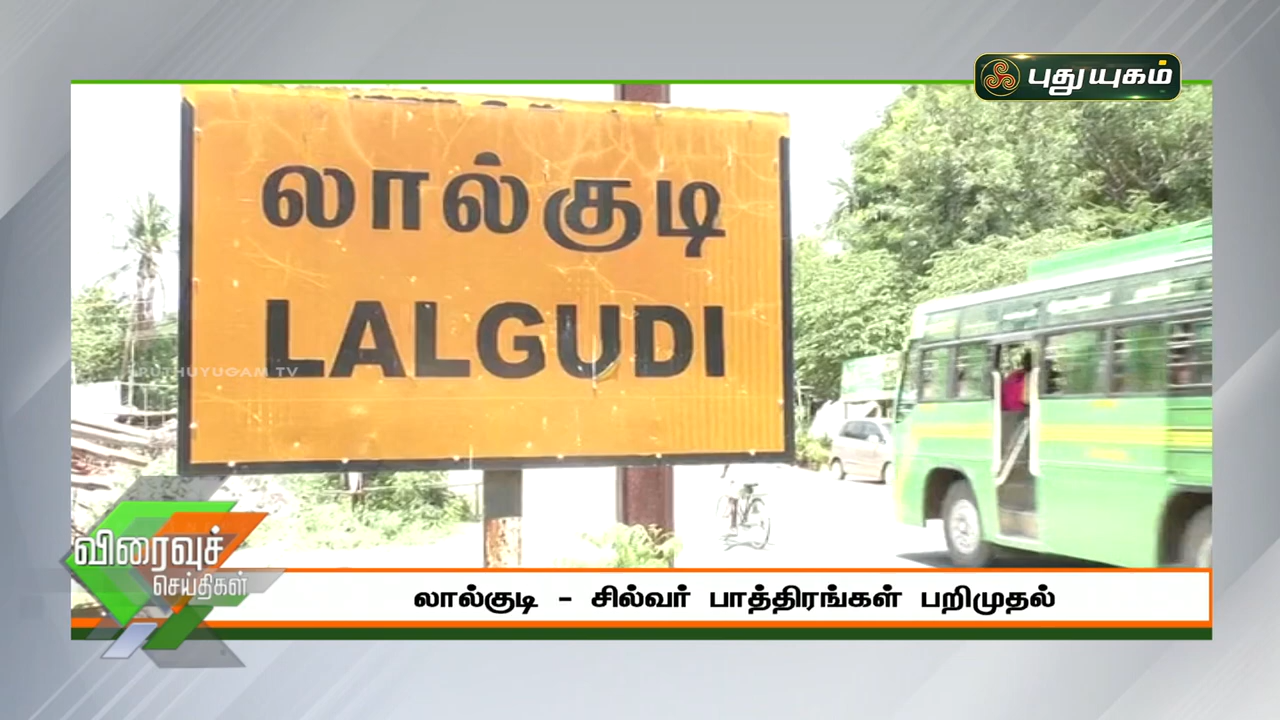 புதுயுகம்
லால்குடி
LALGUDI
PUTHUYUGAM TV
விரைவுச்
செய்திகள்
லால்குடி - சில்வர் பாத்திரங்கள் பறிமுதல்